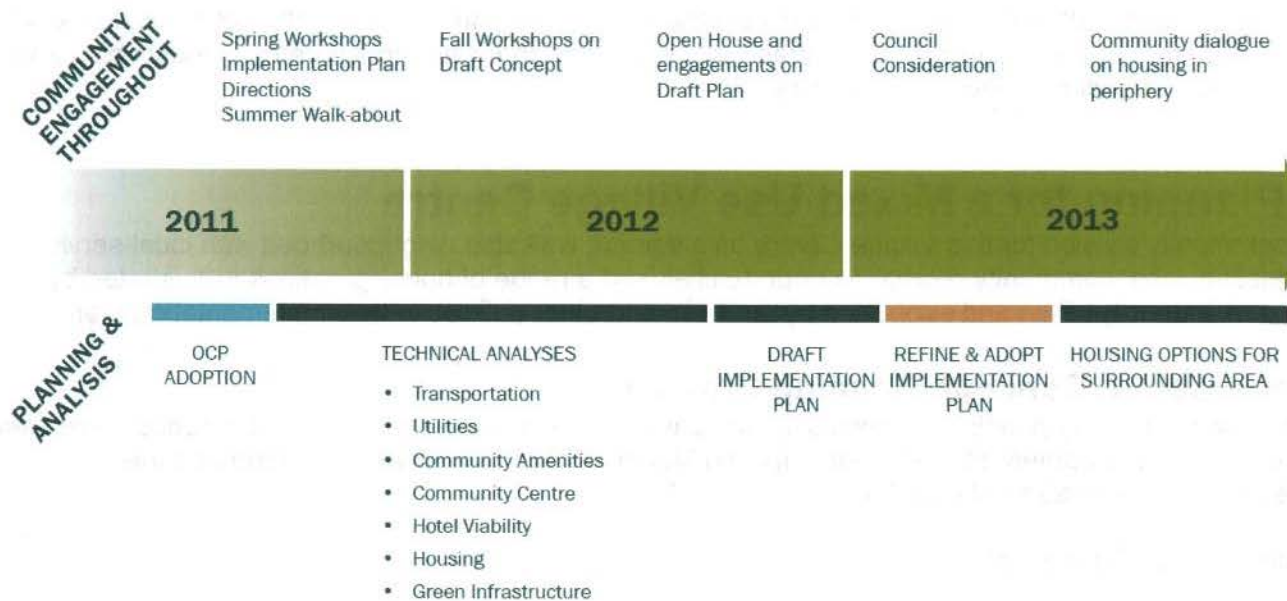 COMMUNITY
ENGAGEMENT
THROUGHOUT
Spring Workshops
Implementation Plan
Directions
Summer Walk-about
Fall Workshops on
Draft Concept
Open House and
engagements on
Draft Plan
Council
Consideration
Community dialogue
on housing in
periphery
2011
2012
2013
PLANNING &
ANALYSIS
OCP
ADOPTION
TECHNICAL ANALYSES
• Transportation
• Utilities
• Community Amenities
• Community Centre
• Hotel Viability
• Housing
• Green Infrastructure
DRAFT
IMPLEMENTATION
PLAN
REFINE & ADOPT
IMPLEMENTATION
PLAN
HOUSING OPTIONS FOR
SURROUNDING AREA